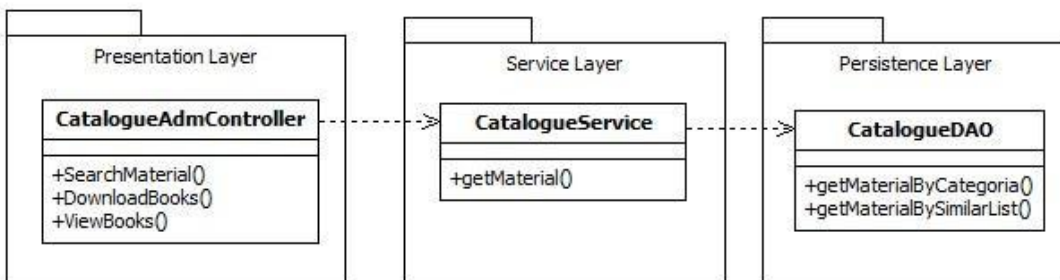 Presentation Layer
CatalogueAdmController
+SearchMaterial()
+DownloadBooks()
+ViewBooks()
Service Layer
CatalogueService
+getMaterial()
Persistence Layer
CatalogueDAO
+getMaterialByCategoria()
+getMaterialBySimilarList()